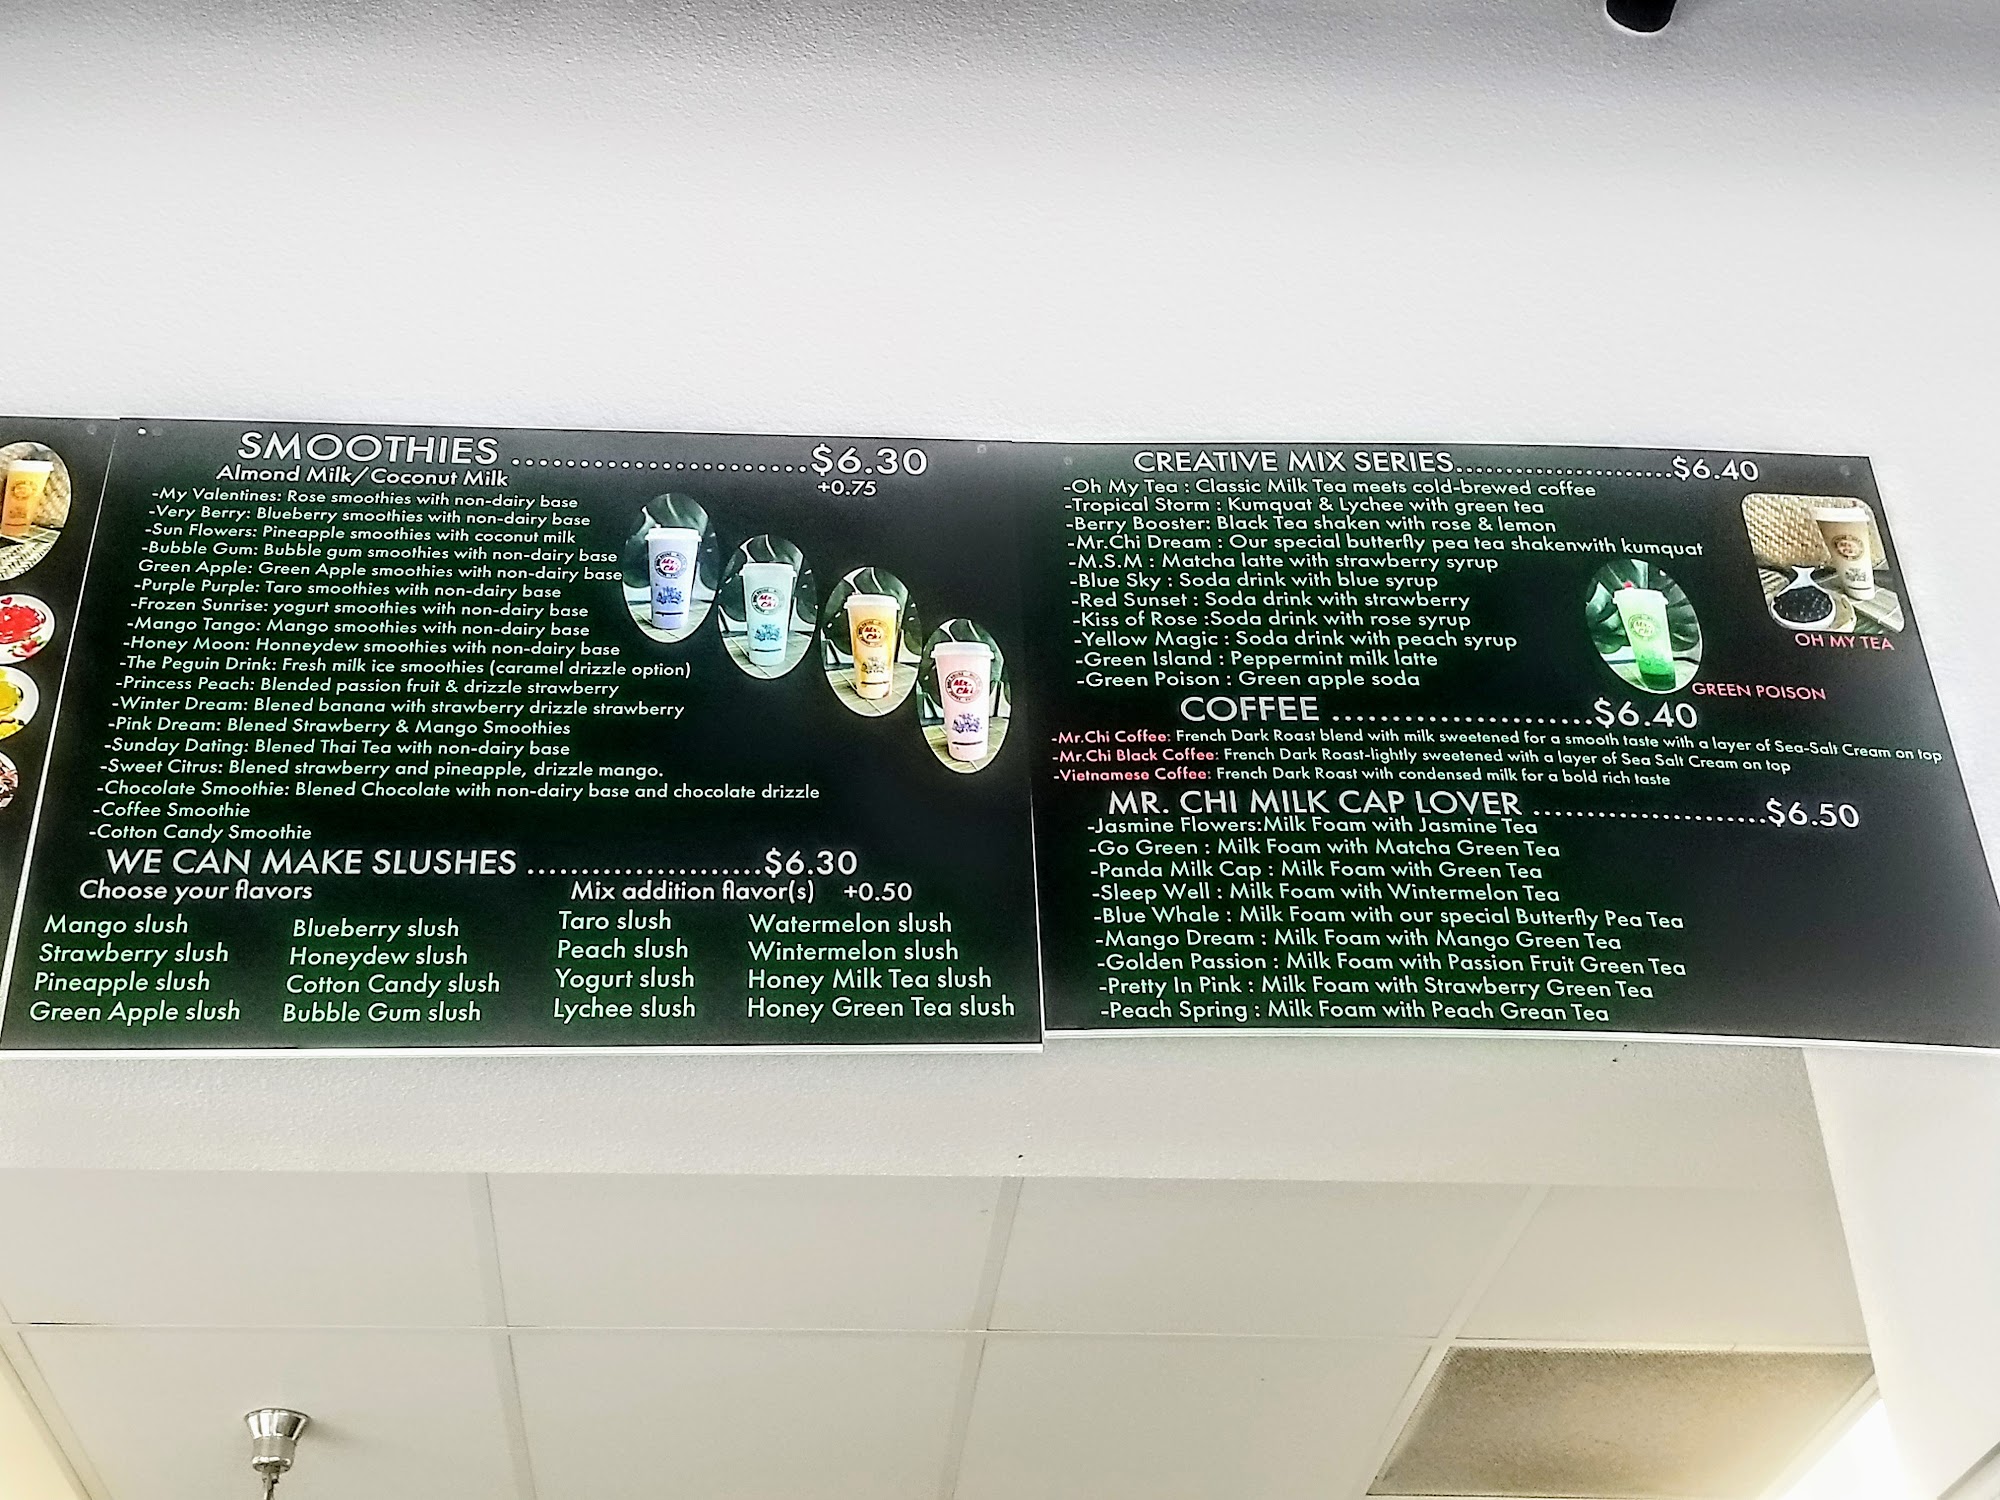 SMOOTHIES ......................$6.30
Almond Milk/Coconut Milk +0.75
-My Valentines: Rose smoothies with non-dairy base
-Very Berry: Blueberry smoothies with non-dairy base
-Sun Flowers: Pineapple smoothies with coconut milk
-Bubble Gum: Bubble gum smoothies with non-dairy base
Green Apple: Green Apple smoothies with non-dairy base
-Purple Purple: Taro smoothies with non-dairy base
-Frozen Sunrise: yogurt smoothies with non-dairy base
-Mango Tango: Mango smoothies with non-dairy base
-Honey Moon: Honneydew smoothies with non-dairy base
-The Peguin Drink: Fresh milk ice smoothies (caramel drizzle option)
-Princess Peach: Blended passion fruit & drizzle strawberry
-Winter Dream: Blened banana with strawberry drizzle strawberry
-Pink Dream: Blened Strawberry & Mango Smoothies
-Sunday Dating: Blened Thai Tea with non-dairy base
-Sweet Citrus: Blened strawberry and pineapple, drizzle mango.
-Chocolate Smoothie: Blened Chocolate with non-dairy base and chocolate drizzle
-Coffee Smoothie
-Cotton Candy Smoothie
Mr. Chi
Mr. Chi
Mr. Chi
Mr. Chi
WE CAN MAKE SLUSHES ......................$6.30
Choose your flavors Mix addition flavor(s) +0.50
Mango slush Blueberry slush Taro slush Watermelon slush
Strawberry slush Honeydew slush Peach slush Wintermelon slush
Pineapple slush Cotton Candy slush Yogurt slush Honey Milk Tea slush
Green Apple slush Bubble Gum slush Lychee slush Honey Green Tea slush
CREATIVE MIX SERIES......................$6.40
-Oh My Tea : Classic Milk Tea meets cold-brewed coffee
-Tropical Storm : Kumquat & Lychee with green tea
-Berry Booster: Black Tea shaken with rose & lemon
-Mr.Chi Dream : Our special butterfly pea tea shakenwith kumquat
-M.S.M : Matcha latte with strawberry syrup
-Blue Sky : Soda drink with blue syrup
-Red Sunset : Soda drink with strawberry
-Kiss of Rose :Soda drink with rose syrup
-Yellow Magic : Soda drink with peach syrup
-Green Island : Peppermint milk latte
-Green Poison : Green apple soda
OH MY TEA
GREEN POISON
COFFEE ......................$6.40
-Mr.Chi Coffee: French Dark Roast blend with milk sweetened for a smooth taste with a layer of Sea-Salt Cream on top
-Mr.Chi Black Coffee: French Dark Roast-lightly sweetened with a layer of Sea Salt Cream on top
-Vietnamese Coffee: French Dark Roast with condensed milk for a bold rich taste
MR. CHI MILK CAP LOVER ......................$6.50
-Jasmine Flowers:Milk Foam with Jasmine Tea
-Go Green : Milk Foam with Matcha Green Tea
-Panda Milk Cap : Milk Foam with Green Tea
-Sleep Well : Milk Foam with Wintermelon Tea
-Blue Whale : Milk Foam with our special Butterfly Pea Tea
-Mango Dream : Milk Foam with Mango Green Tea
-Golden Passion : Milk Foam with Passion Fruit Green Tea
-Pretty In Pink : Milk Foam with Strawberry Green Tea
-Peach Spring : Milk Foam with Peach Grean Tea